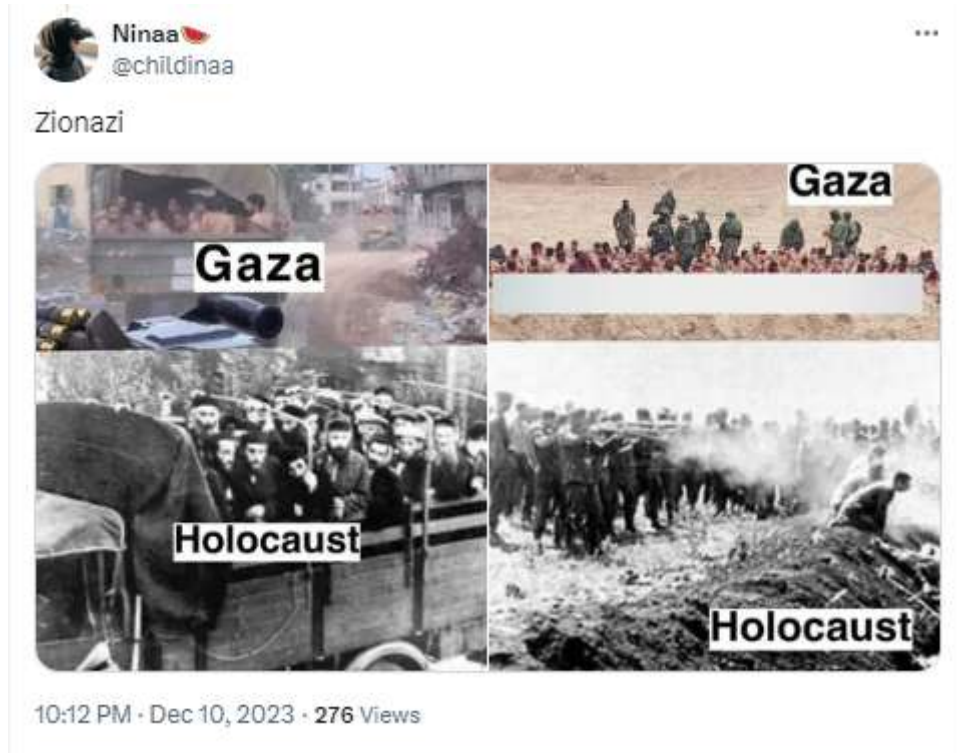 Ninaa🍉
@childinaa
Zionazi
Gaza
Gaza
Holocaust
Holocaust
10:12 PM · Dec 10, 2023 · 276 Views